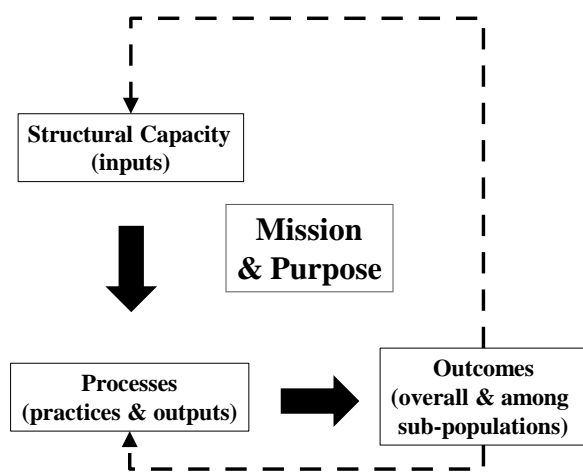 Structural Capacity
(inputs)
Mission
& Purpose
Processes
(practices & outputs)
Outcomes
(overall & among
sub-populations)